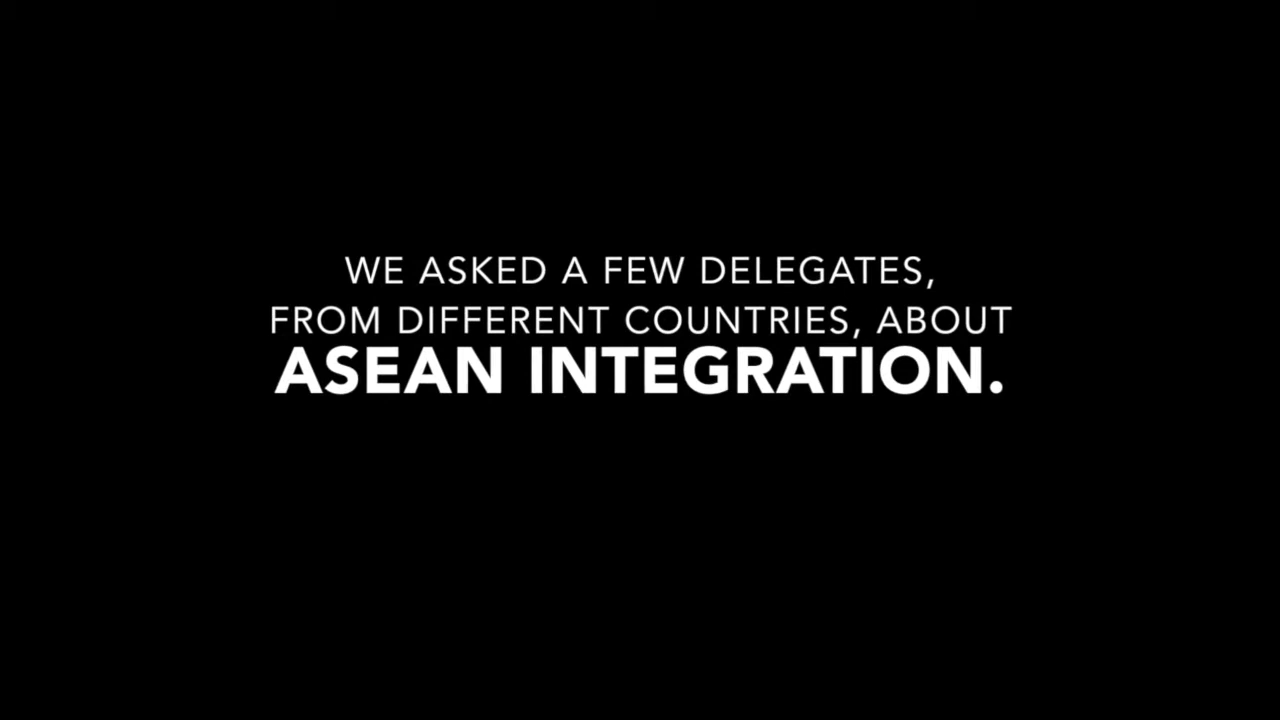 WE ASKED A FEW DELEGATES,
FROM DIFFERENT COUNTRIES, ABOUT
ASEAN INTEGRATION.